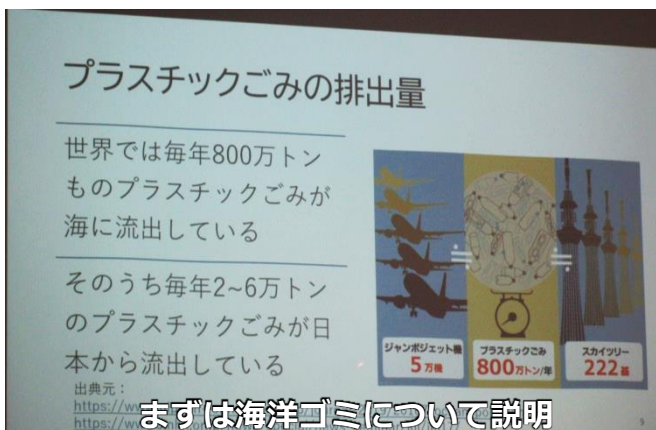 プラスチックごみの排出量
世界では毎年800万トン
ものプラスチックごみが
海に流出している
そのうち毎年2~6万トン
のプラスチックごみが日
本から流出している
出典元：
ジャンボジェット機
5万機
≒
プラスチックごみ
800万トン/年
≒
スカイツリー
222基
https://ww
https://ww
9
まずは海洋ゴミについて説明